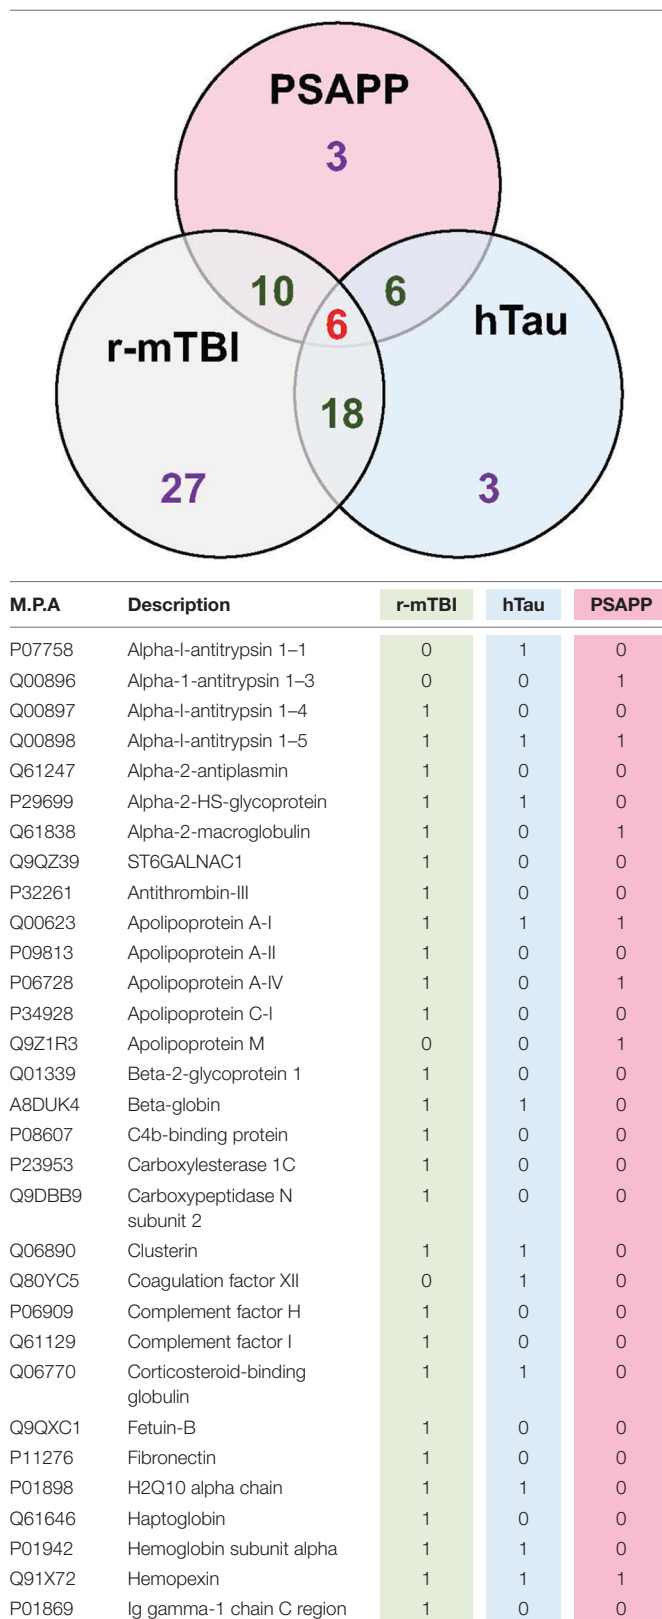 PSAPP
3
10
6
6
hTau
r-mTBI
18
27
3
M.P.A Description r-mTBI hTau PSAPP
P07758 Alpha-l-antitrypsin 1–1 0 1 0
Q00896 Alpha-1-antitrypsin 1–3 0 0 1
Q00897 Alpha-l-antitrypsin 1–4 1 0 0
Q00898 Alpha-l-antitrypsin 1–5 1 1 1
Q61247 Alpha-2-antiplasmin 1 0 0
P29699 Alpha-2-HS-glycoprotein 1 1 0
Q61838 Alpha-2-macroglobulin 1 0 1
Q9QZ39 ST6GALNAC1 1 0 0
P32261 Antithrombin-III 1 0 0
Q00623 Apolipoprotein A-I 1 1 1
P09813 Apolipoprotein A-II 1 0 0
P06728 Apolipoprotein A-IV 1 0 1
P34928 Apolipoprotein C-I 1 0 0
Q9Z1R3 Apolipoprotein M 0 0 1
Q01339 Beta-2-glycoprotein 1 1 0 0
A8DUK4 Beta-globin 1 1 0
P08607 C4b-binding protein 1 0 0
P23953 Carboxylesterase 1C 1 0 0
Q9DBB9 Carboxypeptidase N 1 0 0
subunit 2
Q06890 Clusterin 1 1 0
Q80YC5 Coagulation factor XII 0 1 0
P06909 Complement factor H 1 0 0
Q61129 Complement factor I 1 0 0
Q06770 Corticosteroid-binding 1 1 0
globulin
Q9QXC1 Fetuin-B 1 0 0
P11276 Fibronectin 1 0 0
P01898 H2Q10 alpha chain 1 1 0
Q61646 Haptoglobin 1 0 0
P01942 Hemoglobin subunit alpha 1 1 0
Q91X72 Hemopexin 1 1 1
P01869 Ig gamma-1 chain C region 1 0 0